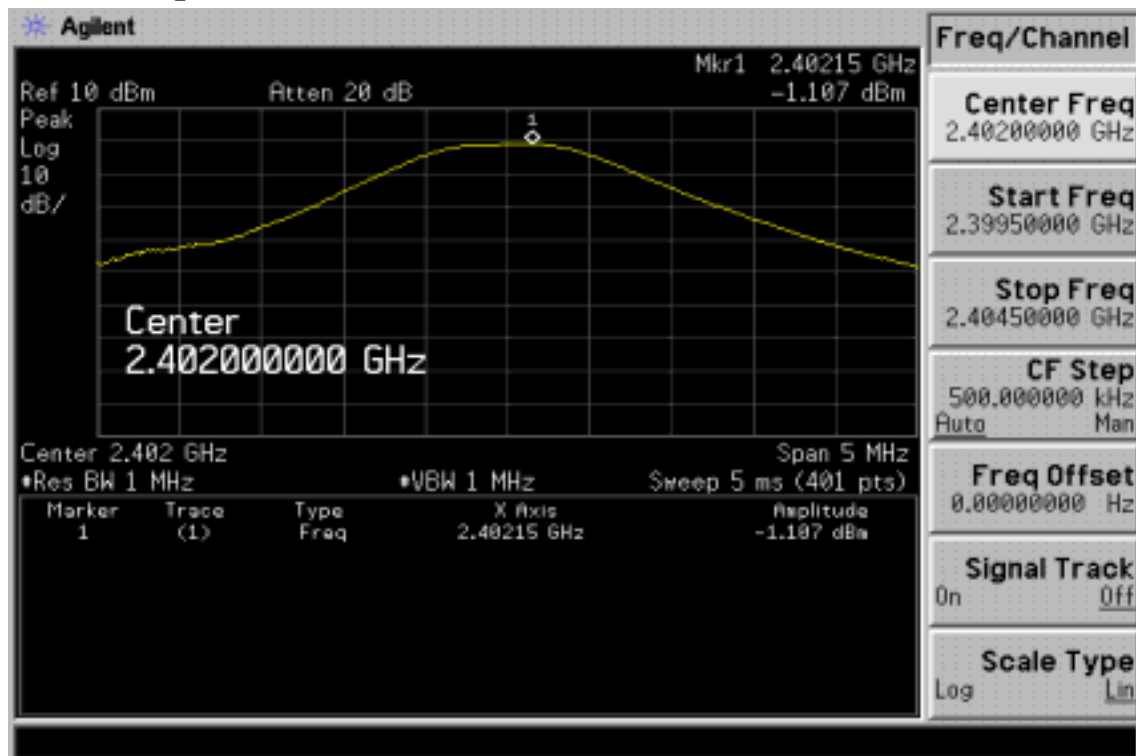 Agilent
Freq/Channel
Mkr1 2.40215 GHz
Ref 10 dBm Atten 20 dB -1.107 dBm
Peak
Log
10
dB/
1
Center
2.402000000 GHz
Center 2.402 GHz Span 5 MHz
•Res BW 1 MHz •VBW 1 MHz Sweep 5 ms (401 pts)
Marker Trace Type X Axis Amplitude
1 (1) Freq 2.40215 GHz -1.107 dBm
Center Freq
2.40200000 GHz
Start Freq
2.39950000 GHz
Stop Freq
2.40450000 GHz
CF Step
500.000000 kHz
Auto Man
Freq Offset
0.00000000 Hz
Signal Track
On Off
Scale Type
Log Lin